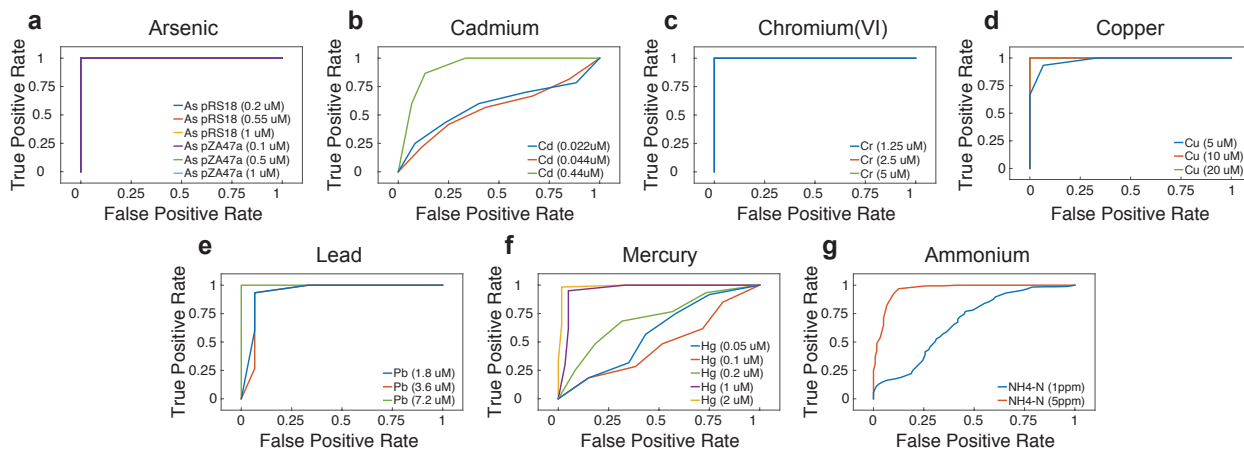 a Arsenic
True Positive Rate
1
0.75
0.5
0.25
0
0 0.25 0.5 0.75 1
False Positive Rate
As pRS18 (0.2 uM)
As pRS18 (0.55 uM)
As pRS18 (1 uM)
As pZA47a (0.1 uM)
As pZA47a (0.5 uM)
As pZA47a (1 uM)
b Cadmium
True Positive Rate
1
0.75
0.5
0.25
0
0 0.25 0.5 0.75 1
False Positive Rate
Cd (0.022uM)
Cd (0.044uM)
Cd (0.44uM)
c Chromium(VI)
True Positive Rate
1
0.75
0.5
0.25
0
0 0.25 0.5 0.75 1
False Positive Rate
Cr (1.25 uM)
Cr (2.5 uM)
Cr (5 uM)
d Copper
True Positive Rate
1
0.75
0.5
0.25
0
0 0.25 0.5 0.75 1
False Positive Rate
Cu (5 uM)
Cu (10 uM)
Cu (20 uM)
e Lead
True Positive Rate
1
0.75
0.5
0.25
0
0 0.25 0.5 0.75 1
False Positive Rate
Pb (1.8 uM)
Pb (3.6 uM)
Pb (7.2 uM)
f Mercury
True Positive Rate
1
0.75
0.5
0.25
0
0 0.25 0.5 0.75 1
False Positive Rate
Hg (0.05 uM)
Hg (0.1 uM)
Hg (0.2 uM)
Hg (1 uM)
Hg (2 uM)
g Ammonium
True Positive Rate
1
0.75
0.5
0.25
0
0 0.25 0.5 0.75 1
False Positive Rate
NH4-N (1ppm)
NH4-N (5ppm)